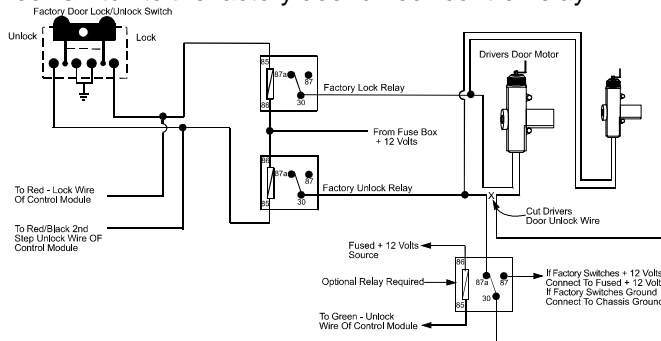 Factory Door Lock/Unlock Switch
Unlock
Lock
85
87a
87
30
86
Factory Lock Relay
Drivers Door Motor
From Fuse Box
+ 12 Volts
86
87a
87
30
85
Factory Unlock Relay
To Red - Lock Wire
Of Control Module
To Red/Black 2nd
Step Unlock Wire OF
Control Module
X
Cut Drivers
Door Unlock Wire
Fused + 12 Volts
Source
86
Optional Relay Required
87a
87
30
85
If Factory Switches + 12 Volts
Connect To Fused + 12 Volt
If Factory Switches Ground
Connect To Chassis Ground
To Green - Unlock
Wire Of Control Module